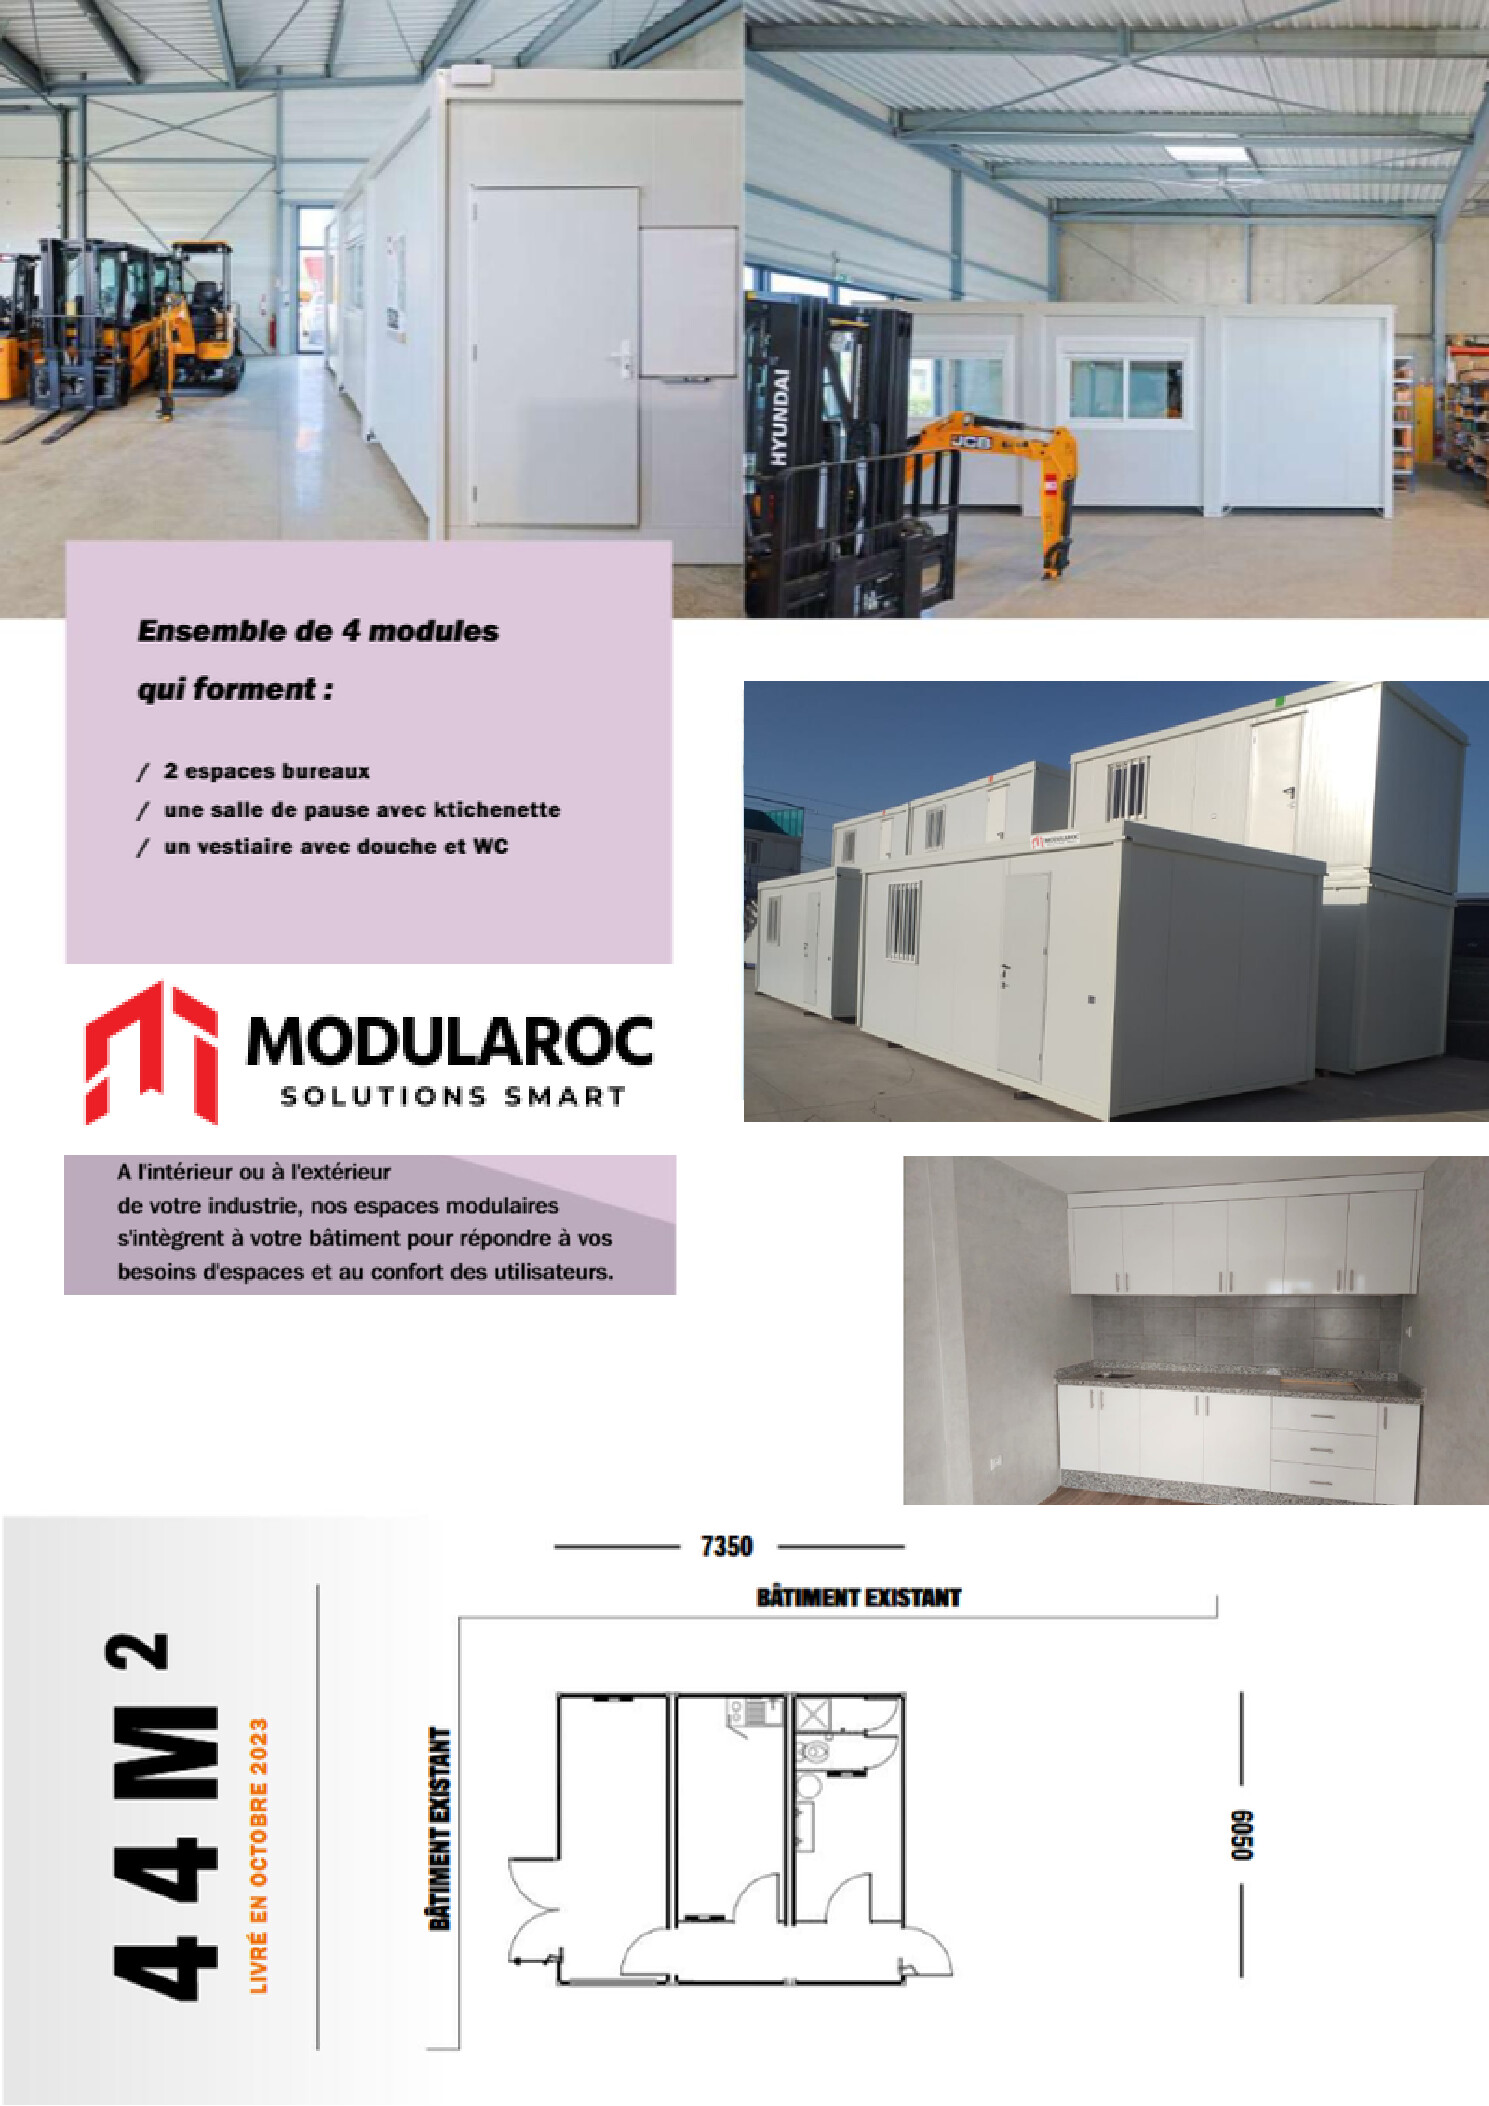 HYUNDAI
JCB
Ensemble de 4 modules
qui forment :
/ 2 espaces bureaux
/ une salle de pause avec ktichenette
/ un vestiaire avec douche et WC
MODULAROC
MODULAROC
SOLUTIONS SMART
A l'intérieur ou à l'extérieur
de votre industrie, nos espaces modulaires
s'intègrent à votre bâtiment pour répondre à vos
besoins d'espaces et au confort des utilisateurs.
7350
BÂTIMENT EXISTANT
BÂTIMENT EXISTANT
6050
44M²
LIVRÉ EN OCTOBRE 2023